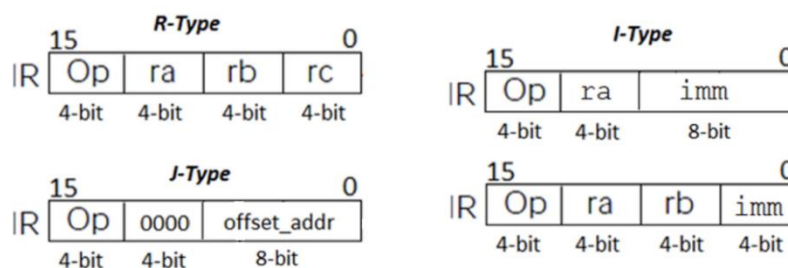 R-Type
15 0
IR Op ra rb rc
4-bit 4-bit 4-bit 4-bit
J-Type
15 0
IR Op 0000 offset_addr
4-bit 4-bit 8-bit
I-Type
15 0
IR Op ra imm
4-bit 4-bit 8-bit
15 0
IR Op ra rb imm
4-bit 4-bit 4-bit 4-bit